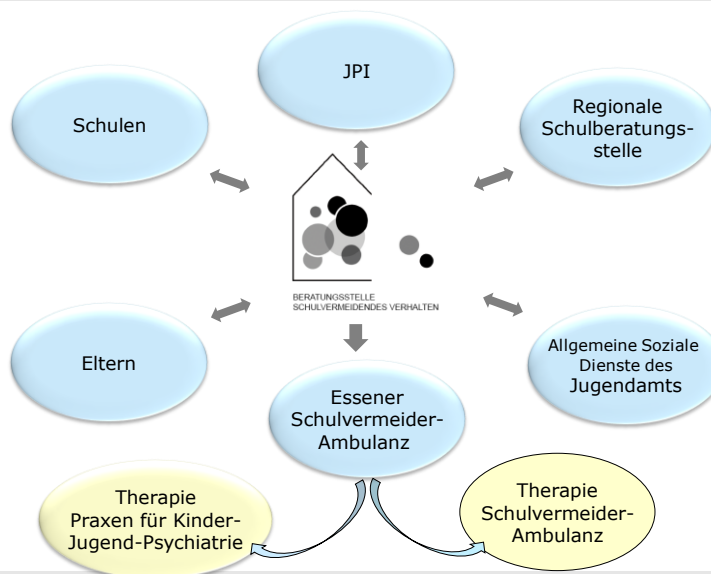 JPI
Schulen
Regionale
Schulberatungs-
stelle
BERATUNGSSTELLE
SCHULVERMEIDENDES VERHALTEN
Eltern
Allgemeine Soziale
Dienste des
Jugendamts
Essener
Schulvermeider-
Ambulanz
Therapie
Praxen für Kinder-
Jugend-Psychiatrie
Therapie
Schulvermeider-
Ambulanz